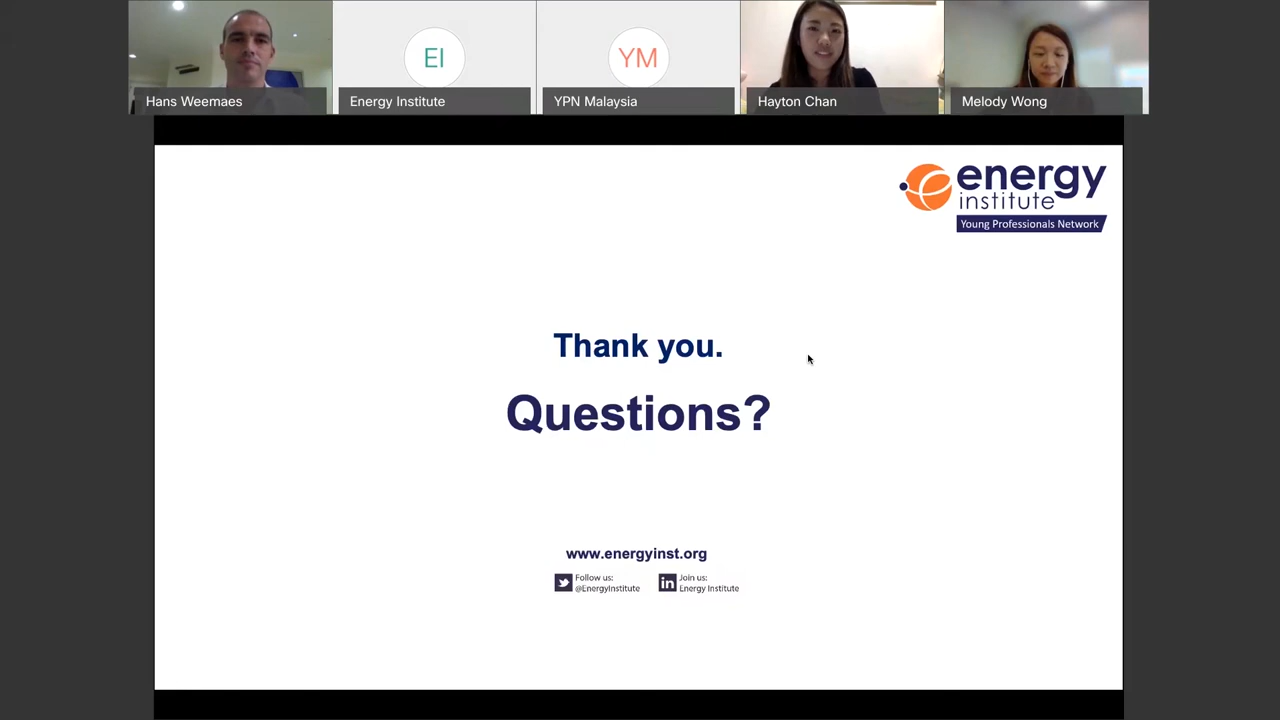 EI
YM
Hans Weemaes
Energy Institute
YPN Malaysia
Hayton Chan
Melody Wong
energy
institute
Young Professionals Network
Thank you.
Questions?
www.energyinst.org
Follow us:
@EnergyInstitute
Join us:
Energy Institute
in